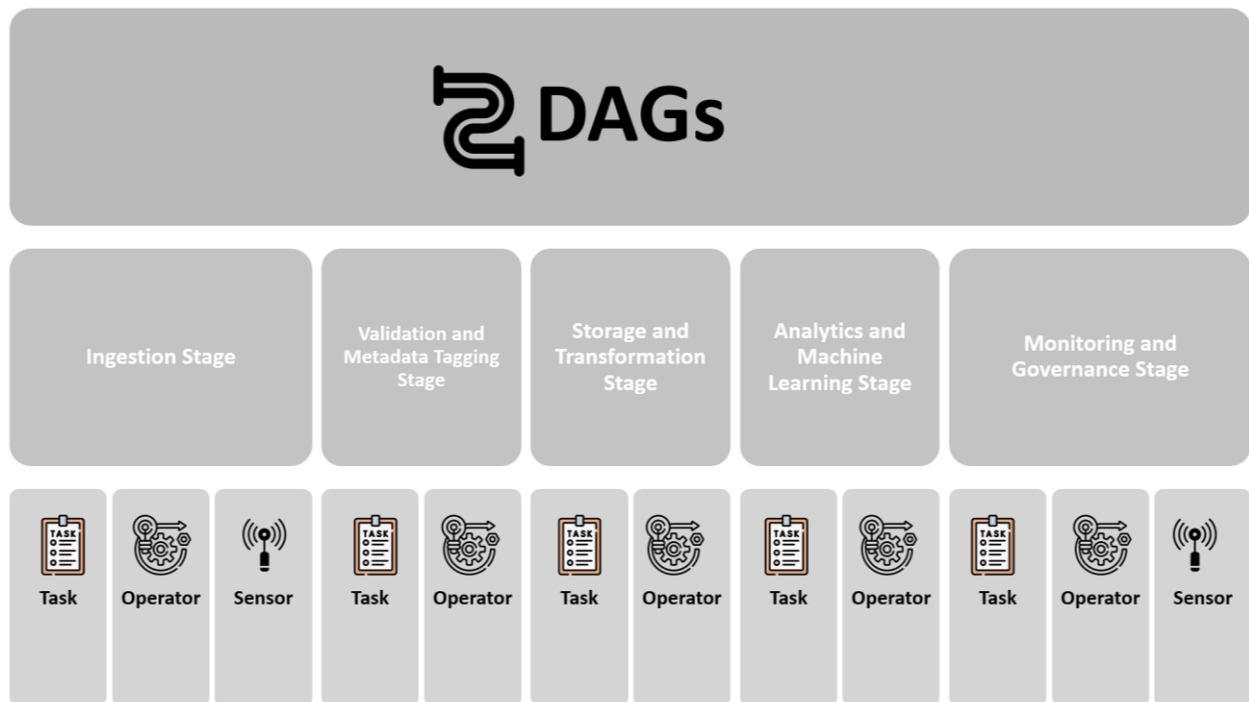 DAGs
Ingestion Stage
Validation and
Metadata Tagging
Stage
Storage and
Transformation
Stage
Analytics and
Machine
Learning Stage
Monitoring and
Governance Stage
TASK
Task
Operator
Sensor
TASK
Task
Operator
TASK
Task
Operator
TASK
Task
Operator
TASK
Task
Operator
Sensor